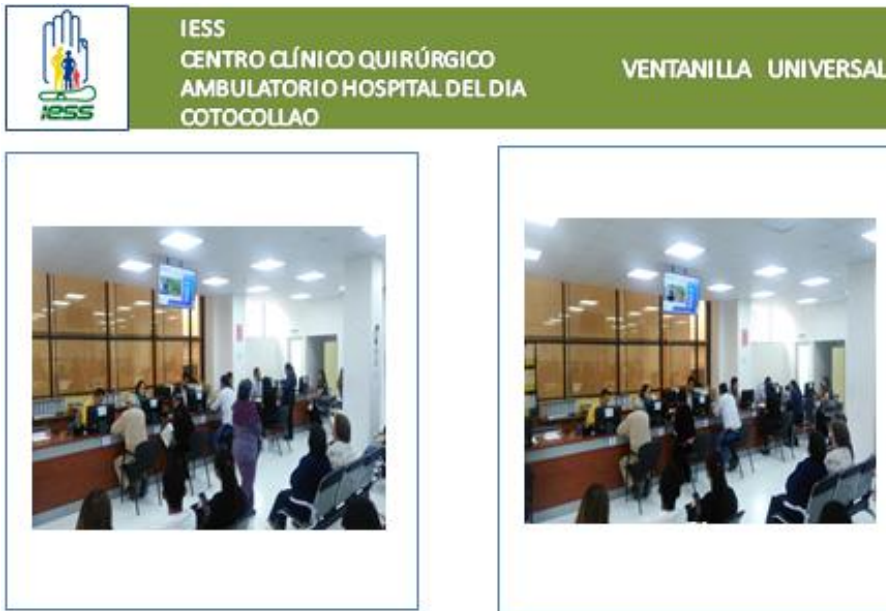 IESS
CENTRO CLÍNICO QUIRÚRGICO
AMBULATORIO HOSPITAL DEL DIA
COTOCOLLAO
VENTANILLA UNIVERSAL
iess